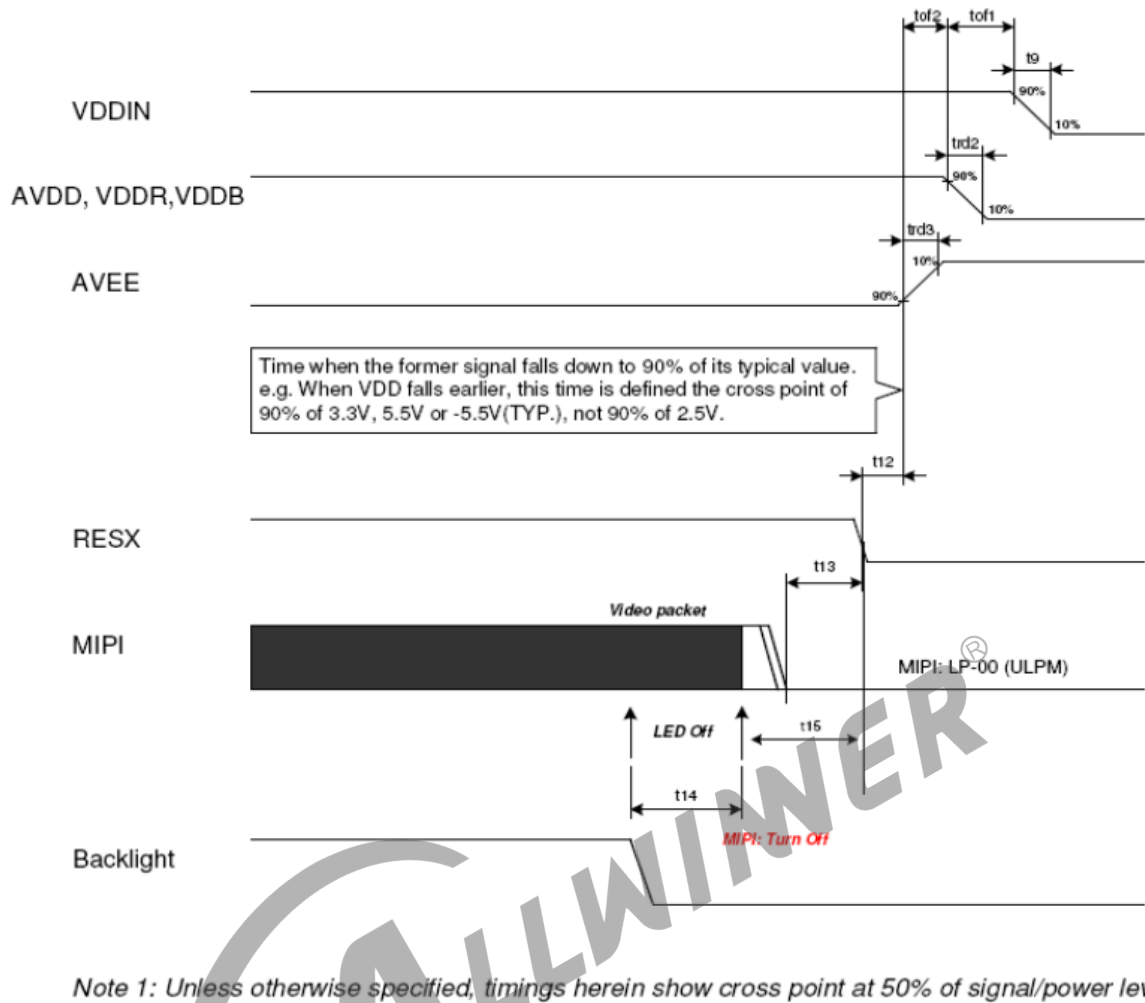 tof2 tof1
t9
VDDIN
90%
10%
trd2
AVDD, VDDR,VDDB
90%
10%
trd3
AVEE
10%
90%
Time when the former signal falls down to 90% of its typical value.
e.g. When VDD falls earlier, this time is defined the cross point of
90% of 3.3V, 5.5V or -5.5V(TYP.), not 90% of 2.5V.
t12
RESX
t13
Video packet
MIPI
MIPI: LP-00 (ULPM)
LED Off
t15
t14
MIPI: Turn Off
Backlight
ALLWINNER®
Note 1: Unless otherwise specified, timings herein show cross point at 50% of signal/power